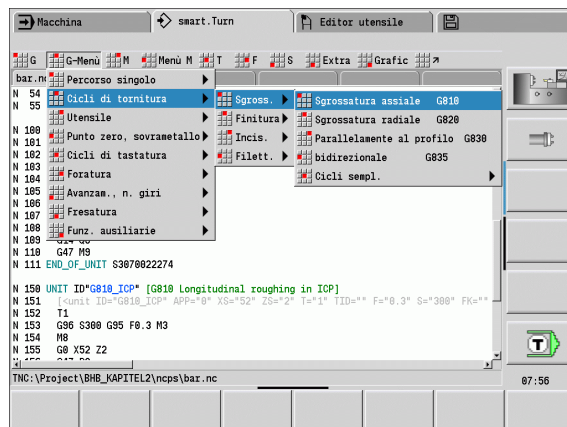 Macchina
smart.Turn
Editor utensile
G
G-Menù
M
Menù M
T
F
S
Extra
Grafic
N 54
N 55
N 100
N 101
N 102
N 103
N 104
N 105
N 106
N 107
N 108
N 109
N 110 G47 M9
N 111 END_OF_UNIT S3070022274
Percorso singolo
Cicli di tornitura
Utensile
Punto zero, sovrametallo
Cicli di tastatura
Foratura
Avanzam., n. giri
Fresatura
Funz. ausiliarie
Sgross.
Finitura
Incis.
Filett.
Sgrossatura assiale G810
Sgrossatura radiale G820
Parallelamente al profilo G830
bidirezionale G835
Cicli sempl.
N 150 UNIT ID"G810_ICP" [G810 Longitudinal roughing in ICP]
N 151 [<unit ID="G810_ICP" APP="0" XS="52" ZS="2" T="1" TID="" F="0.3" S="300" FK=""
N 152 T1
N 153 G96 S300 G95 F0.3 M3
N 154 M8
N 155 G0 X52 Z2
TNC:\Project\BHB_KAPITEL2\ncps\bar.nc
T
07:56